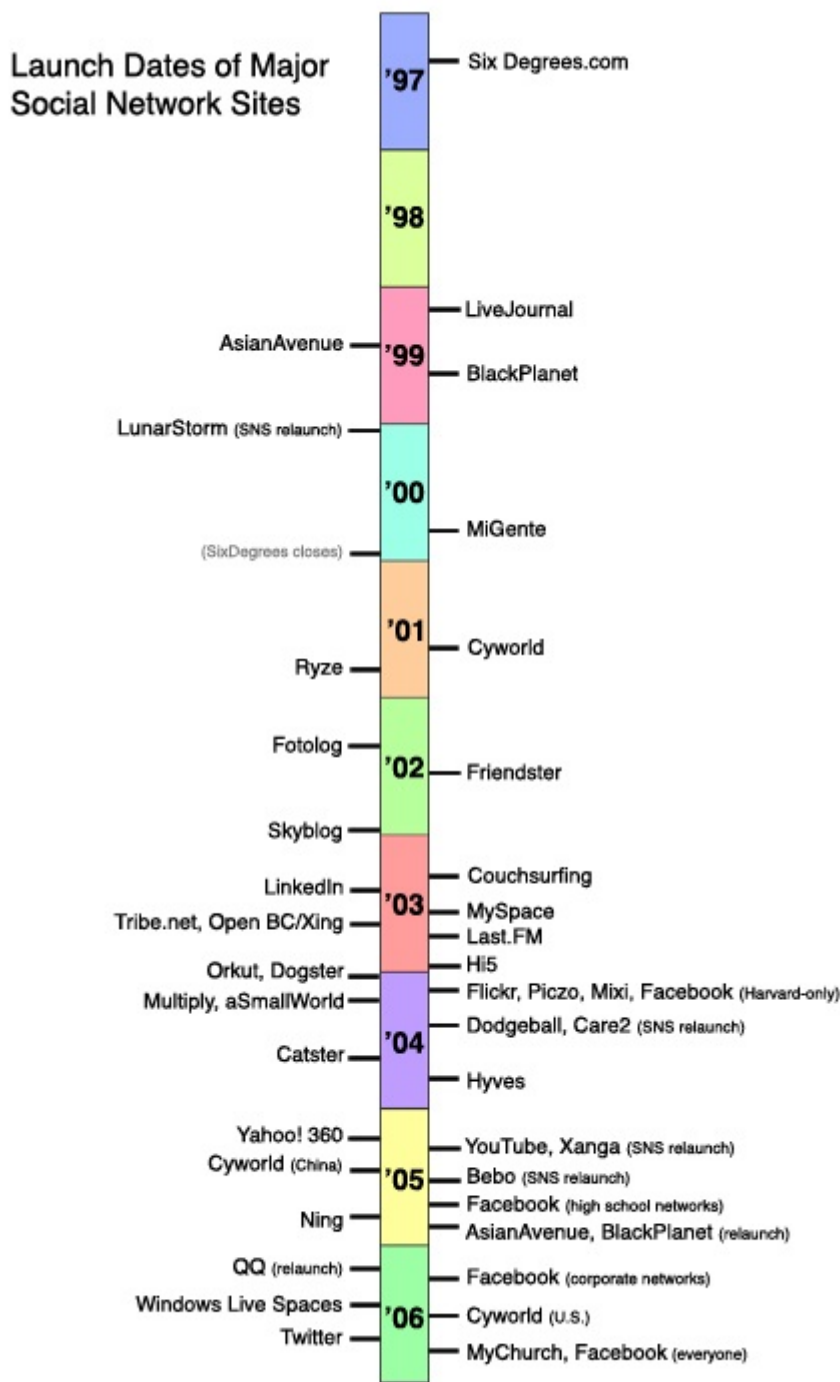 Launch Dates of Major
Social Network Sites
'97
Six Degrees.com
'98
LiveJournal
AsianAvenue
'99
BlackPlanet
LunarStorm (SNS relaunch)
'00
MiGente
(SixDegrees closes)
'01
Cyworld
Ryze
Fotolog
'02
Friendster
Skyblog
Couchsurfing
LinkedIn
'03
MySpace
Tribe.net, Open BC/Xing
Last.FM
Hi5
Orkut, Dogster
Flickr, Piczo, Mixi, Facebook (Harvard-only)
Multiply, aSmallWorld
Dodgeball, Care2 (SNS relaunch)
'04
Catster
Hyves
Yahoo! 360
YouTube, Xanga (SNS relaunch)
Cyworld (China)
'05
Bebo (SNS relaunch)
Facebook (high school networks)
Ning
AsianAvenue, BlackPlanet (relaunch)
QQ (relaunch)
Facebook (corporate networks)
Windows Live Spaces
'06
Cyworld (U.S.)
Twitter
MyChurch, Facebook (everyone)